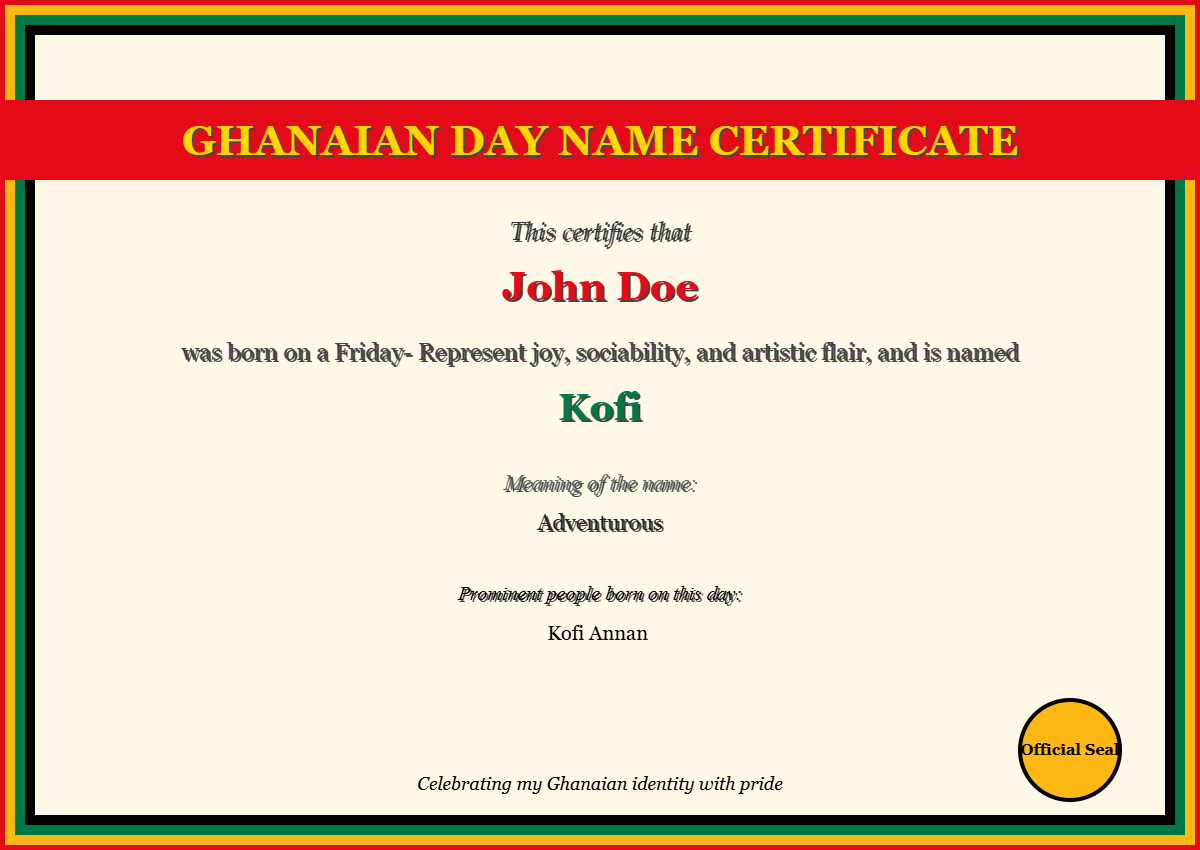 GHANAIAN DAY NAME CERTIFICATE
This certifies that
John Doe
was born on a Friday- Represent joy, sociability, and artistic flair, and is named
Kofi
Meaning of the name:
Adventurous
Prominent people born on this day:
Kofi Annan
Official Seal
Celebrating my Ghanaian identity with pride